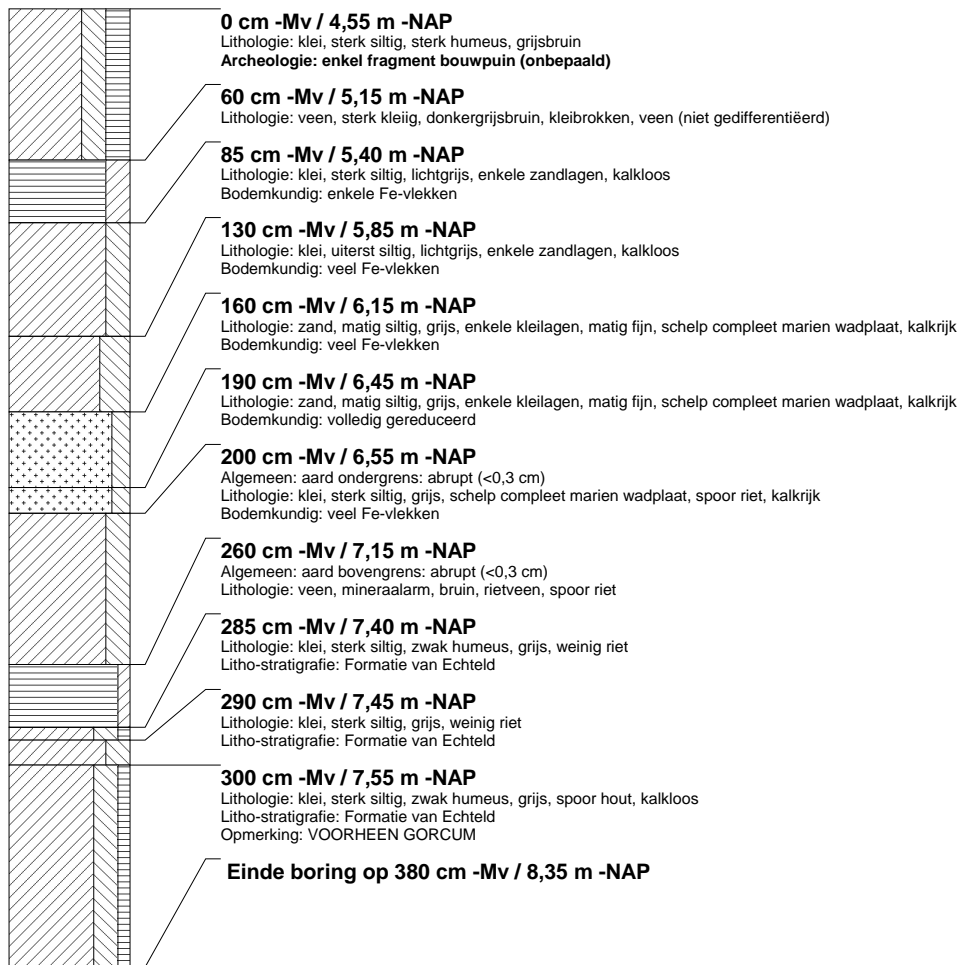 0 cm -Mv / 4,55 m -NAP
Lithologie: klei, sterk siltig, sterk humeus, grijsbruin
Archeologie: enkel fragment bouwpuin (onbepaald)
60 cm -Mv / 5,15 m -NAP
Lithologie: veen, sterk kleiig, donkergrijsbruin, kleibrokken, veen (niet gedifferentiëerd)
85 cm -Mv / 5,40 m -NAP
Lithologie: klei, sterk siltig, lichtgrijs, enkele zandlagen, kalkloos
Bodemkundig: enkele Fe-vlekken
130 cm -Mv / 5,85 m -NAP
Lithologie: klei, uiterst siltig, lichtgrijs, enkele zandlagen, kalkloos
Bodemkundig: veel Fe-vlekken
160 cm -Mv / 6,15 m -NAP
Lithologie: zand, matig siltig, grijs, enkele kleilagen, matig fijn, schelp compleet marien wadplaat, kalkrijk
Bodemkundig: veel Fe-vlekken
190 cm -Mv / 6,45 m -NAP
Lithologie: zand, matig siltig, grijs, enkele kleilagen, matig fijn, schelp compleet marien wadplaat, kalkrijk
Bodemkundig: volledig gereduceerd
200 cm -Mv / 6,55 m -NAP
Algemeen: aard ondergrens: abrupt (<0,3 cm)
Lithologie: klei, sterk siltig, grijs, schelp compleet marien wadplaat, spoor riet, kalkrijk
Bodemkundig: veel Fe-vlekken
260 cm -Mv / 7,15 m -NAP
Algemeen: aard bovengrens: abrupt (<0,3 cm)
Lithologie: veen, mineraalarm, bruin, rietveen, spoor riet
285 cm -Mv / 7,40 m -NAP
Lithologie: klei, sterk siltig, zwak humeus, grijs, weinig riet
Litho-stratigrafie: Formatie van Echteld
290 cm -Mv / 7,45 m -NAP
Lithologie: klei, sterk siltig, grijs, weinig riet
Litho-stratigrafie: Formatie van Echteld
300 cm -Mv / 7,55 m -NAP
Lithologie: klei, sterk siltig, zwak humeus, grijs, spoor hout, kalkloos
Litho-stratigrafie: Formatie van Echteld
Opmerking: VOORHEEN GORCUM
Einde boring op 380 cm -Mv / 8,35 m -NAP